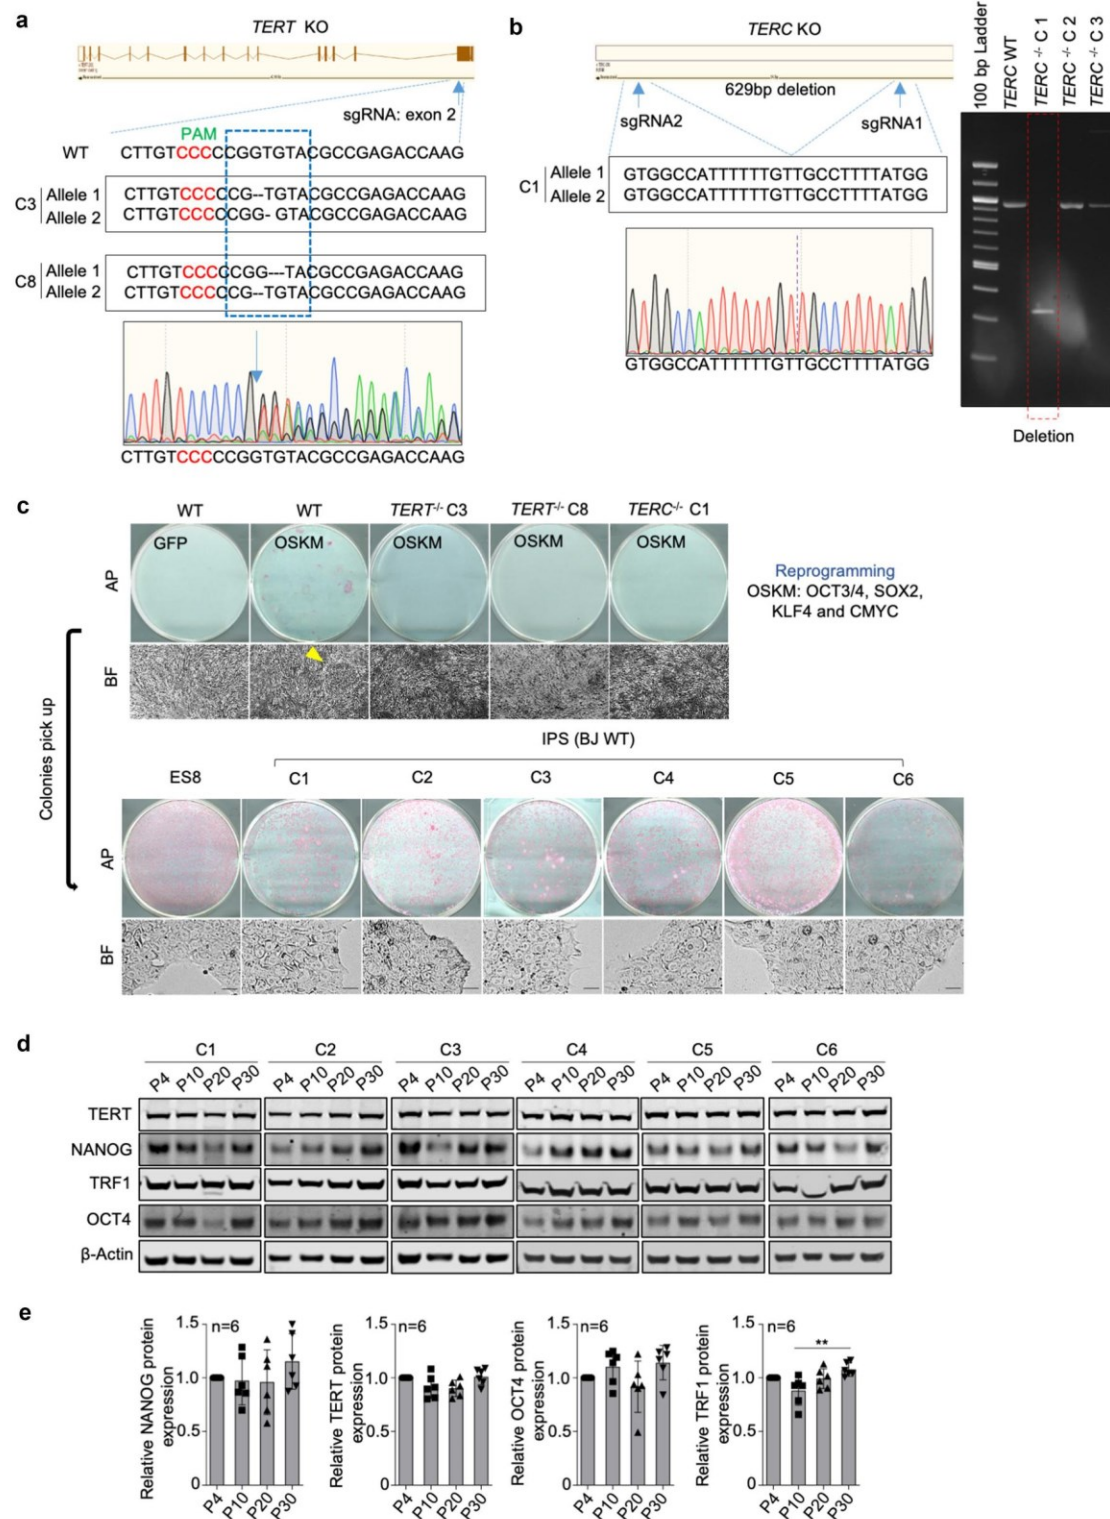 a
TERT KO
sgRNA: exon 2
PAM
WT CTTGTCCCCCGGTGTACGCCGAGACCAAG
C3
Allele 1 CTTGTCCCCCG--TGTACGCCGAGACCAAG
Allele 2 CTTGTCCCCCGG- GTACGCCGAGACCAAG
C8
Allele 1 CTTGTCCCCCGG---TACGCCGAGACCAAG
Allele 2 CTTGTCCCCCG--TGTACGCCGAGACCAAG
CTTGTCCCCCGGTGTACGCCGAGACCAAG
b
TERC KO
629bp deletion
sgRNA2
sgRNA1
C1
Allele 1 GTGGCCATTTTTTGTTGCCTTTTATGG
Allele 2 GTGGCCATTTTTTGTTGCCTTTTATGG
GTGGCCATTTTTTGTTGCCTTTTATGG
100 bp Ladder
TERC WT
TERC -/- C 1
TERC -/- C 2
TERC -/- C 3
Deletion
c
WT WT TERT-/- C3 TERT-/- C8 TERC-/- C1
GFP OSKM OSKM OSKM OSKM
AP
BF
Reprogramming
OSKM: OCT3/4, SOX2,
KLF4 and CMYC
Colonies pick up
IPS (BJ WT)
ES8 C1 C2 C3 C4 C5 C6
AP
BF
d
C1 C2 C3 C4 C5 C6
P4 P10 P20 P30 P4 P10 P20 P30 P4 P10 P20 P30 P4 P10 P20 P30 P4 P10 P20 P30 P4 P10 P20 P30
TERT
NANOG
TRF1
OCT4
β-Actin
e
Relative NANOG protein
expression
1.5
1.0
0.5
0
n=6
P4 P10 P20 P30
Relative TERT protein
expression
1.5
1.0
0.5
0
n=6
P4 P10 P20 P30
Relative OCT4 protein
expression
1.5
1.0
0.5
0
n=6
P4 P10 P20 P30
Relative TRF1 protein
expression
1.5
1.0
0.5
0
n=6
**
P4 P10 P20 P30